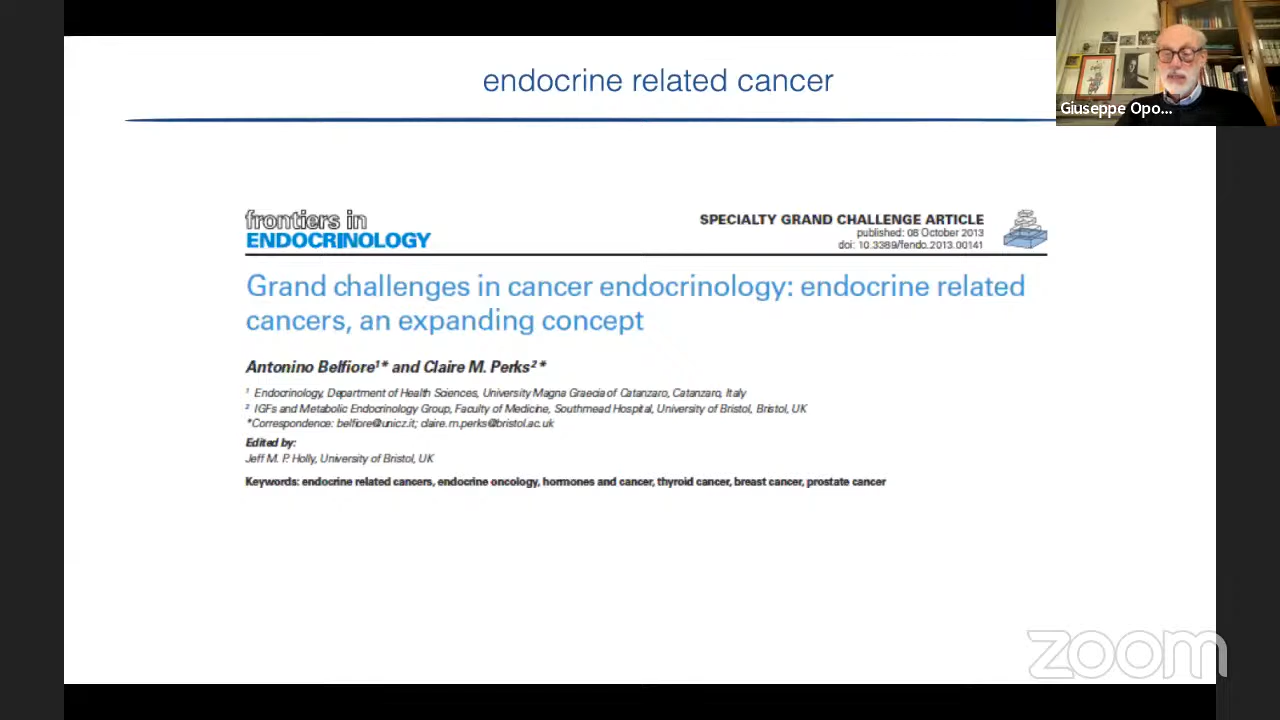 endocrine related cancer
Giuseppe Opo...
frontiers in
ENDOCRINOLOGY
SPECIALTY GRAND CHALLENGE ARTICLE
published: 08 October 2013
doi: 10.3389/fendo.2013.00141
Grand challenges in cancer endocrinology: endocrine related
cancers, an expanding concept
Antonino Belfiore¹* and Claire M. Perks²*
¹ Endocrinology, Department of Health Sciences, University Magna Graecia of Catanzaro, Catanzaro, Italy
² IGFs and Metabolic Endocrinology Group, Faculty of Medicine, Southmead Hospital, University of Bristol, Bristol, UK
*Correspondence: belfiore@unicz.it; claire.m.perks@bristol.ac.uk
Edited by:
Jeff M. P. Holly, University of Bristol, UK
Keywords: endocrine related cancers, endocrine oncology, hormones and cancer, thyroid cancer, breast cancer, prostate cancer
zoom